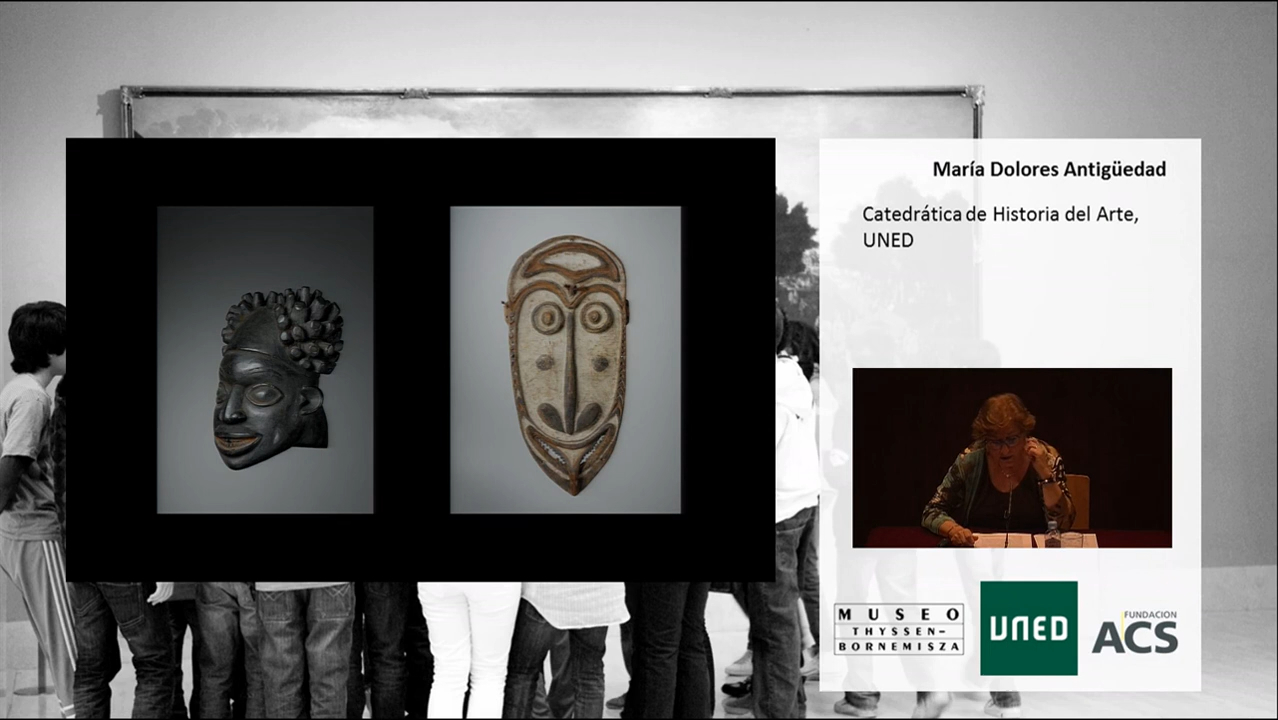 María Dolores Antigüedad
Catedrática de Historia del Arte,
UNED
MUSEO
THYSSEN-
BORNEMISZA
UNED
FUNDACION
ACS